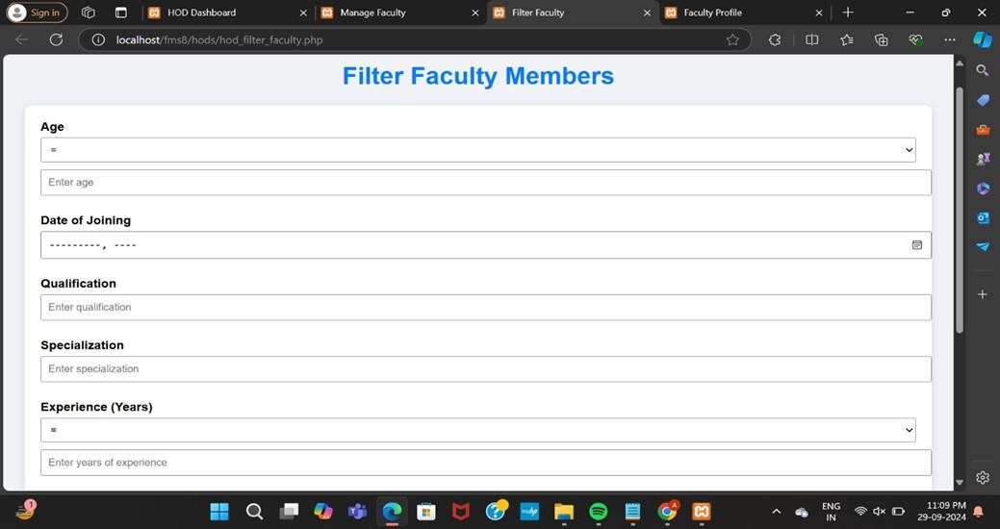 Sign in
HOD Dashboard
Manage Faculty
Filter Faculty
Faculty Profile
localhost/fms8/hods/hod_filter_faculty.php
Filter Faculty Members
Age
=
Enter age
Date of Joining
---------, ----
Qualification
Enter qualification
Specialization
Enter specialization
Experience (Years)
=
Enter years of experience
1
myhp
A
ENG
IN
11:09 PM
29-09-2024